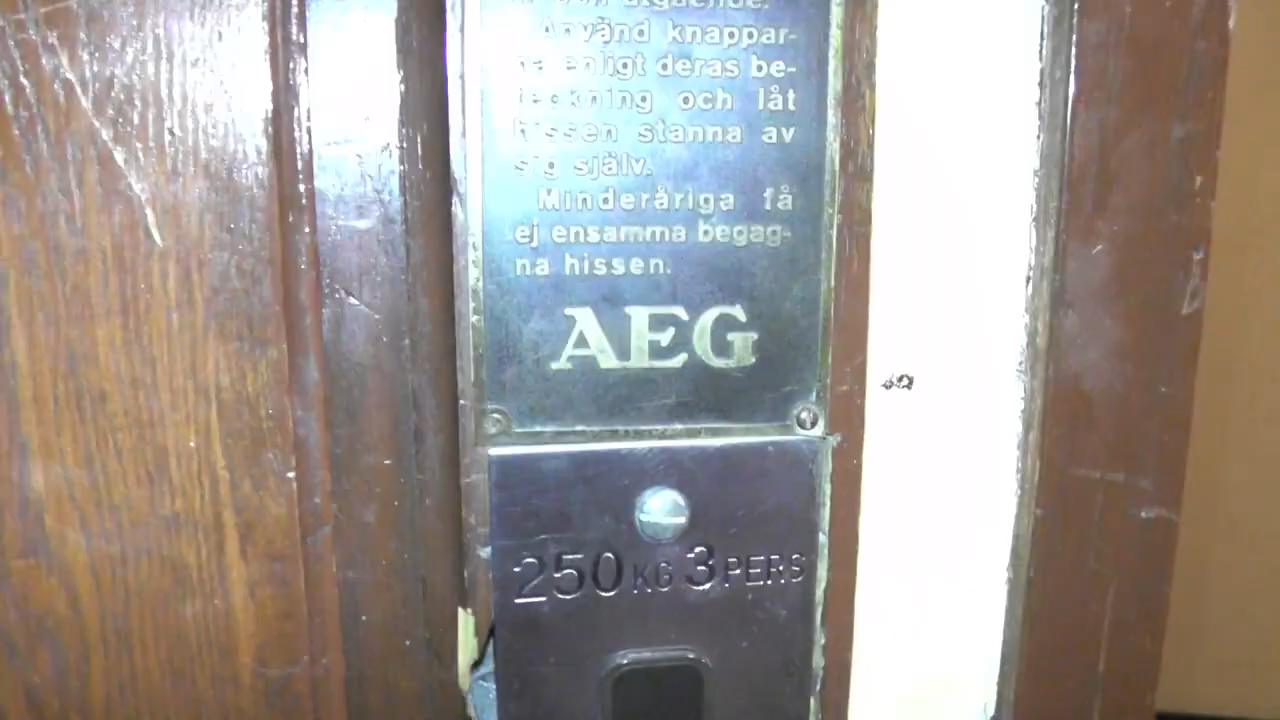 utgående.
Använd knappar-
na enligt deras be-
teckning och låt
hissen stanna av
sig själv.
Minderåriga få
ej ensamma begag-
na hissen.
AEG
250 KG 3 PERS